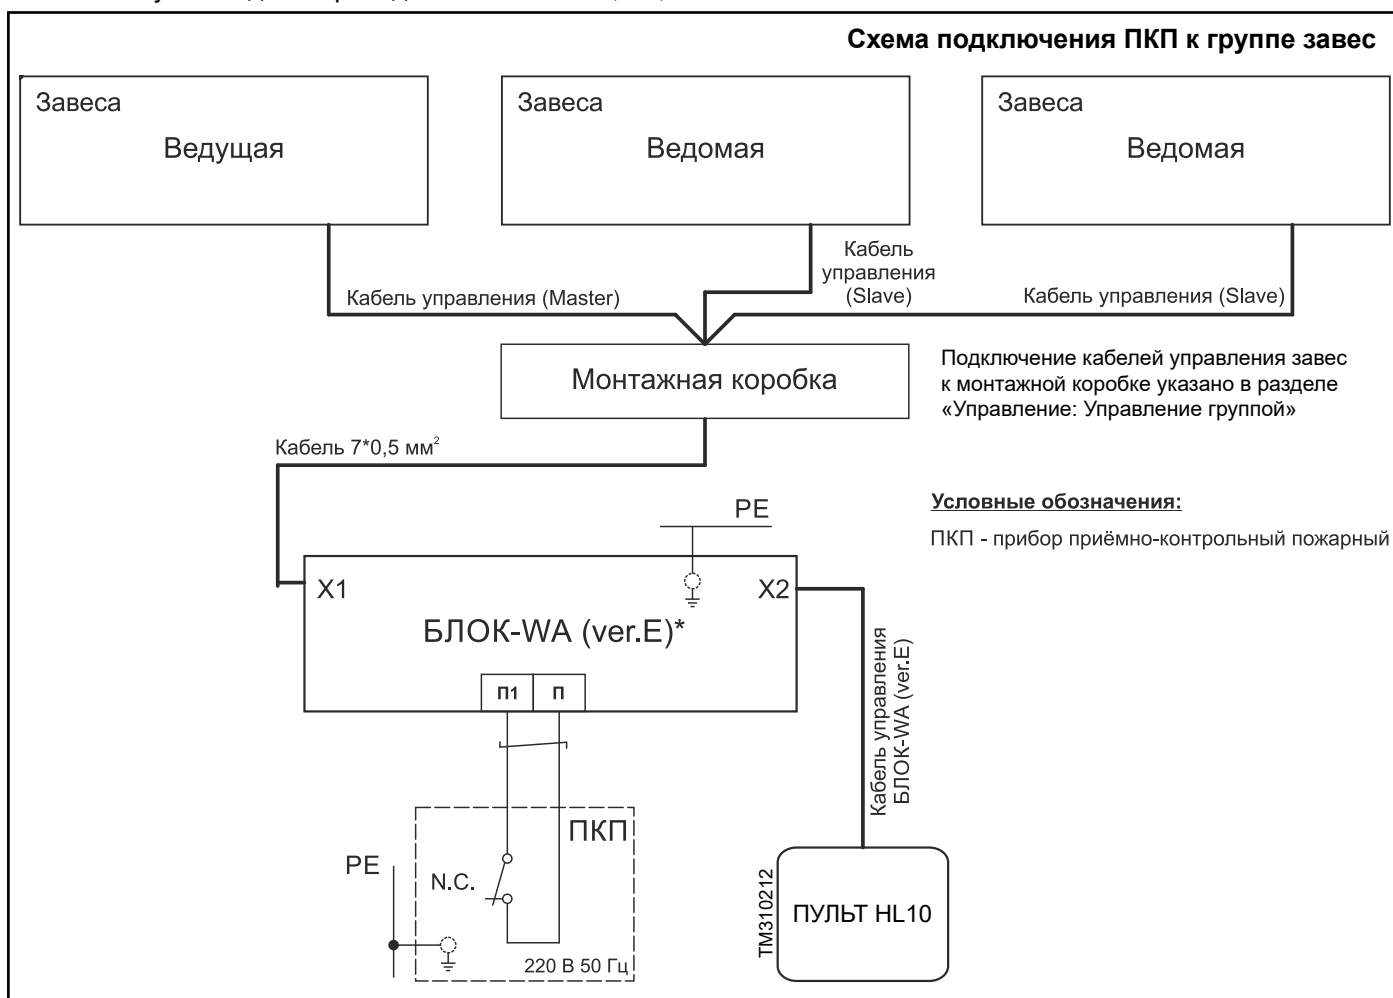 Схема подключения ПКП к группе завес
Завеса
Ведущая
Завеса
Ведомая
Завеса
Ведомая
Кабель управления (Master)
Кабель
управления
(Slave)
Кабель управления (Slave)
Монтажная коробка
Подключение кабелей управления завес
к монтажной коробке указано в разделе
«Управление: Управление группой»
Кабель 7*0,5 мм²
PE
Условные обозначения:
ПКП - прибор приёмно-контрольный пожарный
X1
X2
БЛОК-WA (ver.E)*
П1
П
Кабель управления
БЛОК-WA (ver.E)
ПКП
PE
N.C.
220 В 50 Гц
TM310212
ПУЛЬТ HL10